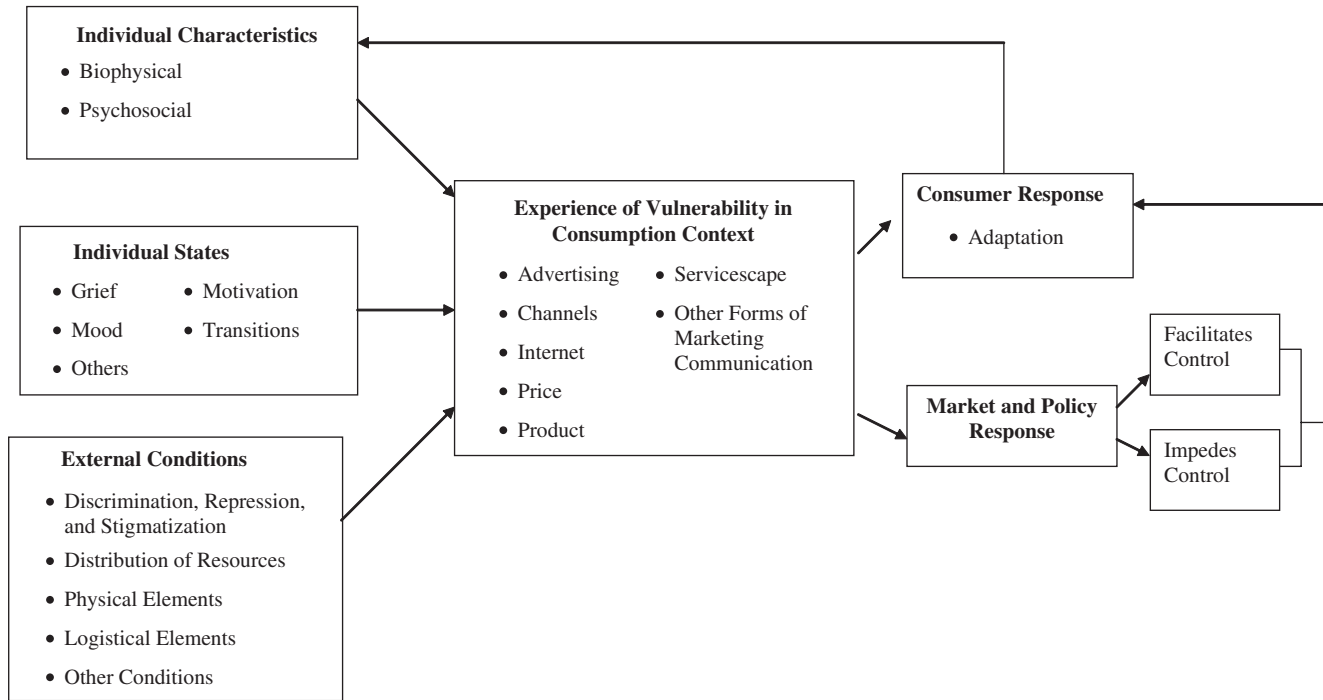 Individual Characteristics
• Biophysical
• Psychosocial
Individual States
• Grief
• Mood
• Others
• Motivation
• Transitions
External Conditions
• Discrimination, Repression,
and Stigmatization
• Distribution of Resources
• Physical Elements
• Logistical Elements
• Other Conditions
Experience of Vulnerability in
Consumption Context
• Advertising
• Channels
• Internet
• Price
• Product
• Servicescape
• Other Forms of
Marketing
Communication
Consumer Response
• Adaptation
Market and Policy
Response
Facilitates
Control
Impedes
Control